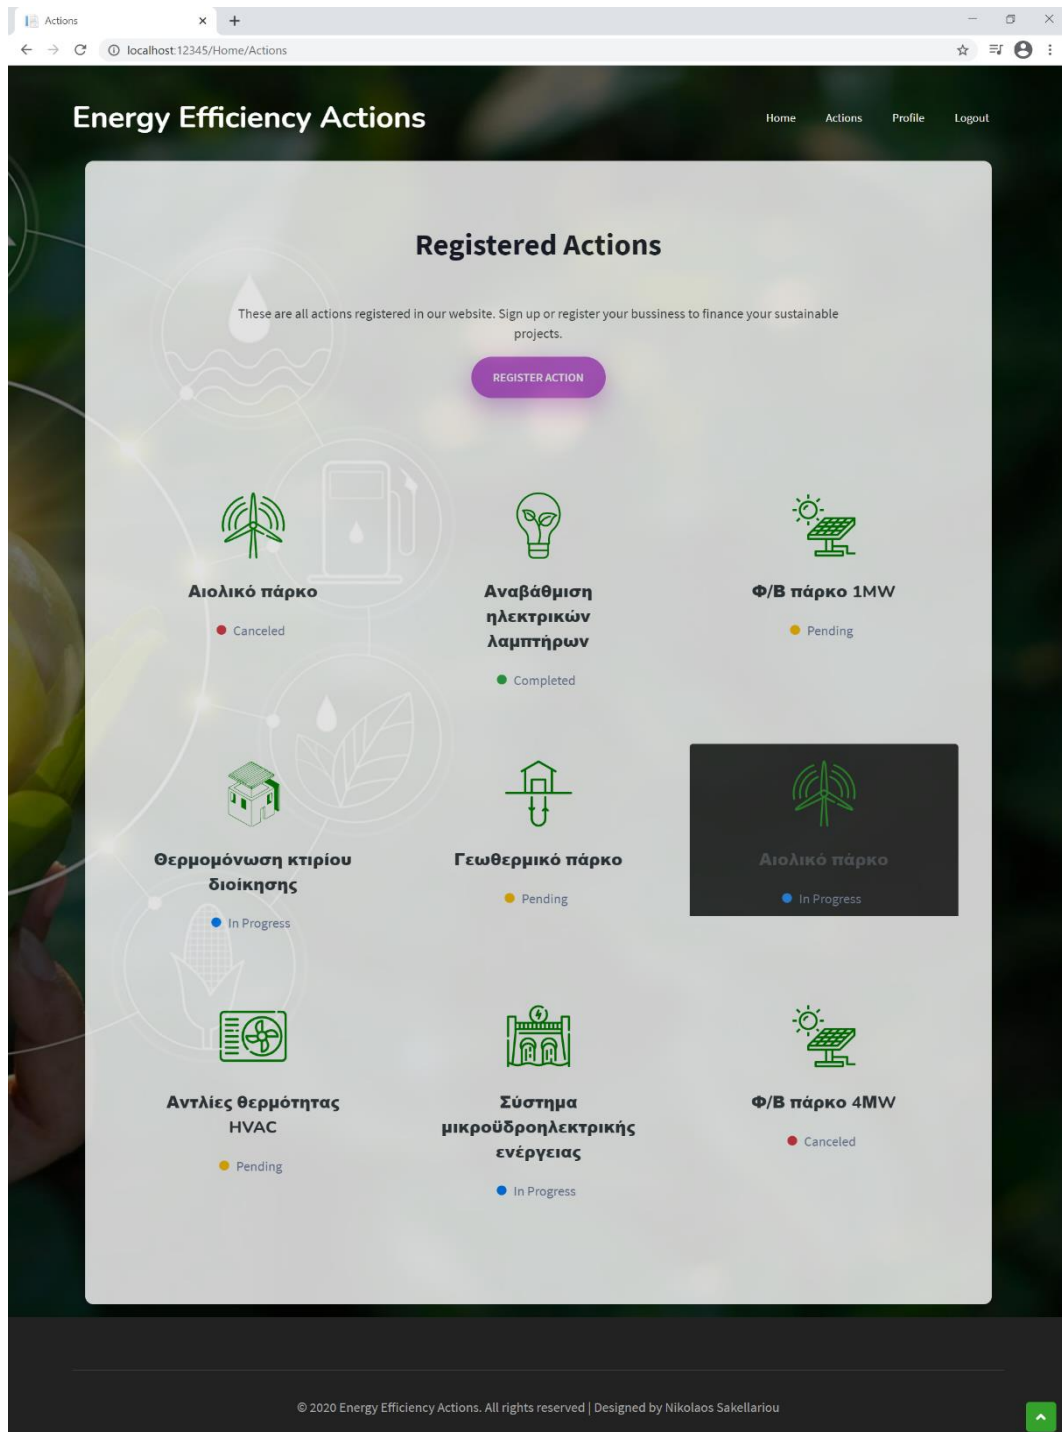 Actions
localhost:12345/Home/Actions
Energy Efficiency Actions
Home Actions Profile Logout
Registered Actions
These are all actions registered in our website. Sign up or register your bussiness to finance your sustainable
projects.
REGISTER ACTION
Αιολικό πάρκο
Canceled
Αναβάθμιση
ηλεκτρικών
λαμπτήρων
Completed
Φ/Β πάρκο 1MW
Pending
Θερμομόνωση κτιρίου
διοίκησης
In Progress
Γεωθερμικό πάρκο
Pending
Αιολικό πάρκο
In Progress
Αντλίες θερμότητας
HVAC
Pending
Σύστημα
μικροϋδροηλεκτρικής
ενέργειας
In Progress
Φ/Β πάρκο 4MW
Canceled
© 2020 Energy Efficiency Actions. All rights reserved | Designed by Nikolaos Sakellariou